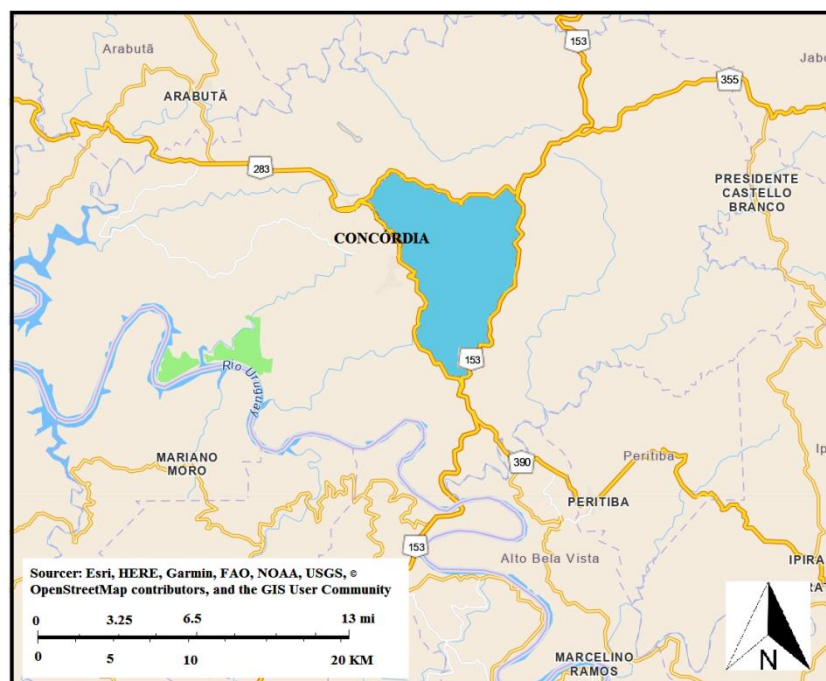 153
Arabutã
Jabo
355
ARABUTÃ
283
PRESIDENTE
CASTELLO
BRANCO
CONCÓRDIA
153
Rio Uruguay
MARIANO
MORO
Peritiba
Ip
390
PERITIBA
153
Alto Bela Vista
IPIRA
RAT
Sourcer: Esri, HERE, Garmin, FAO, NOAA, USGS, ©
OpenStreetMap contributors, and the GIS User Community
0 3.25 6.5 13 mi
0 5 10 20 KM
MARCELINO
RAMOS
N